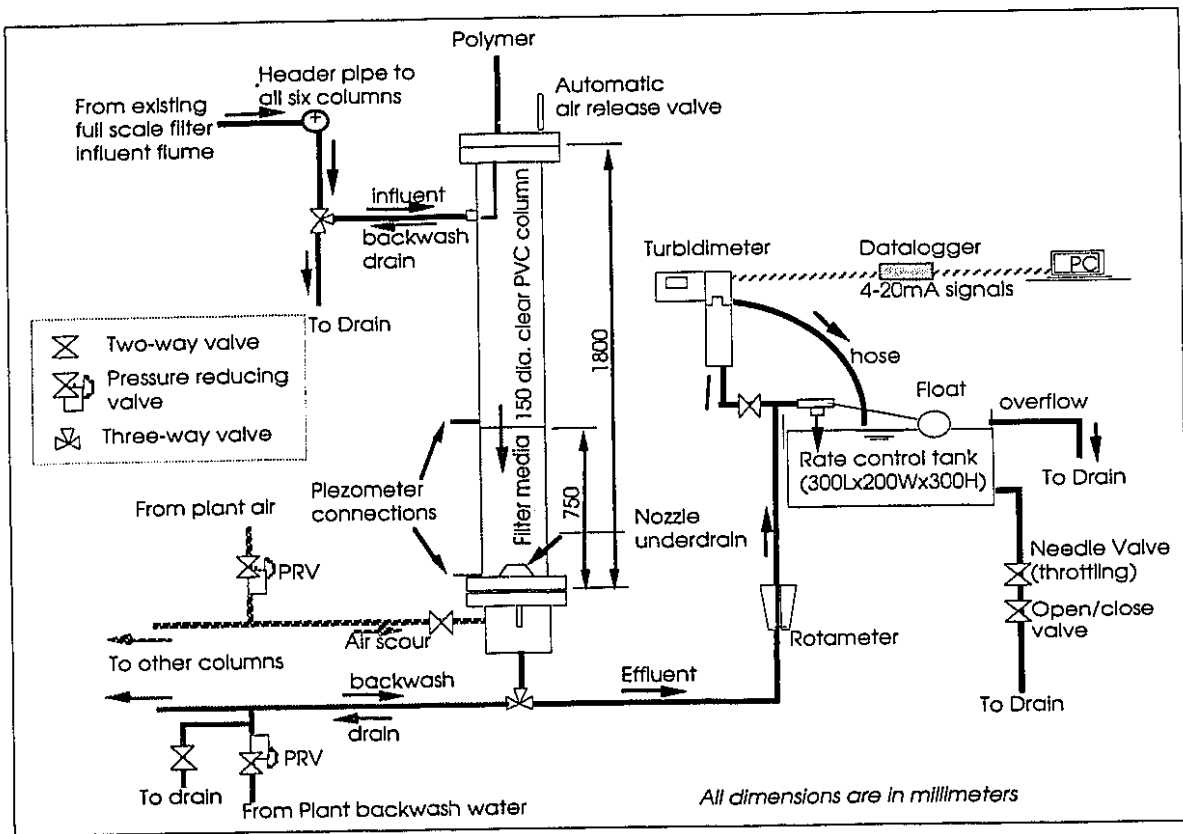 Polymer
Header pipe to
all six columns
Automatic
air release valve
From existing
full scale filter
influent flume
influent
backwash
drain
To Drain
150 dia. clear PVC column
1800
Turbidimeter
Datalogger
PC
4-20mA signals
hose
Float
overflow
To Drain
Rate control tank
(300Lx200Wx300H)
Two-way valve
Pressure reducing
valve
Three-way valve
Piezometer
connections
Filter media
750
Nozzle
underdrain
From plant air
PRV
Air scour
To other columns
Rotameter
Needle Valve
(throttling)
Open/close
valve
To Drain
backwash
drain
Effluent
PRV
To drain
From Plant backwash water
All dimensions are in millimeters